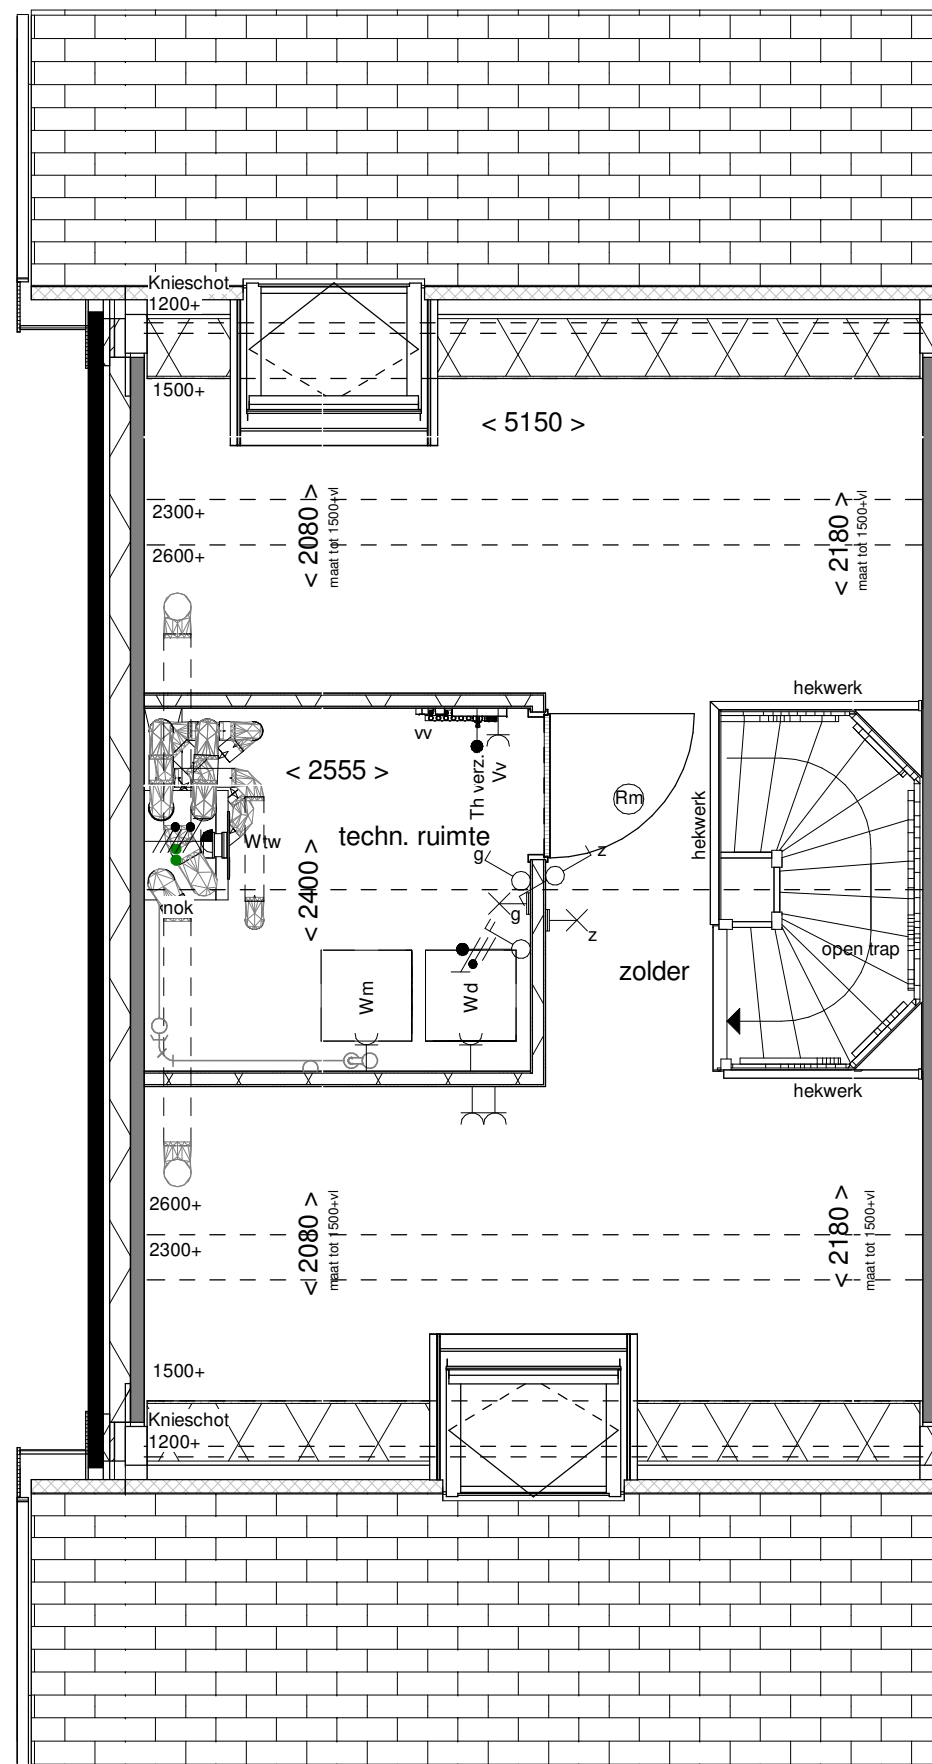 Knieschot
1200+
1500+
< 5150 >
2300+
2600+
< 2080 >
maat tot 1500+vl
< 2180 >
maat tot 1500+vl
hekwerk
vv
Th verz.
Vv
< 2555 >
Rm
hekwerk
Wtw
techn. ruimte
g
z
< 2400 >
nok
g
z
open trap
zolder
Wm
Wd
hekwerk
2600+
2300+
< 2080 >
maat tot 1500+vl
< 2180 >
maat tot 1500+vl
1500+
Knieschot
1200+